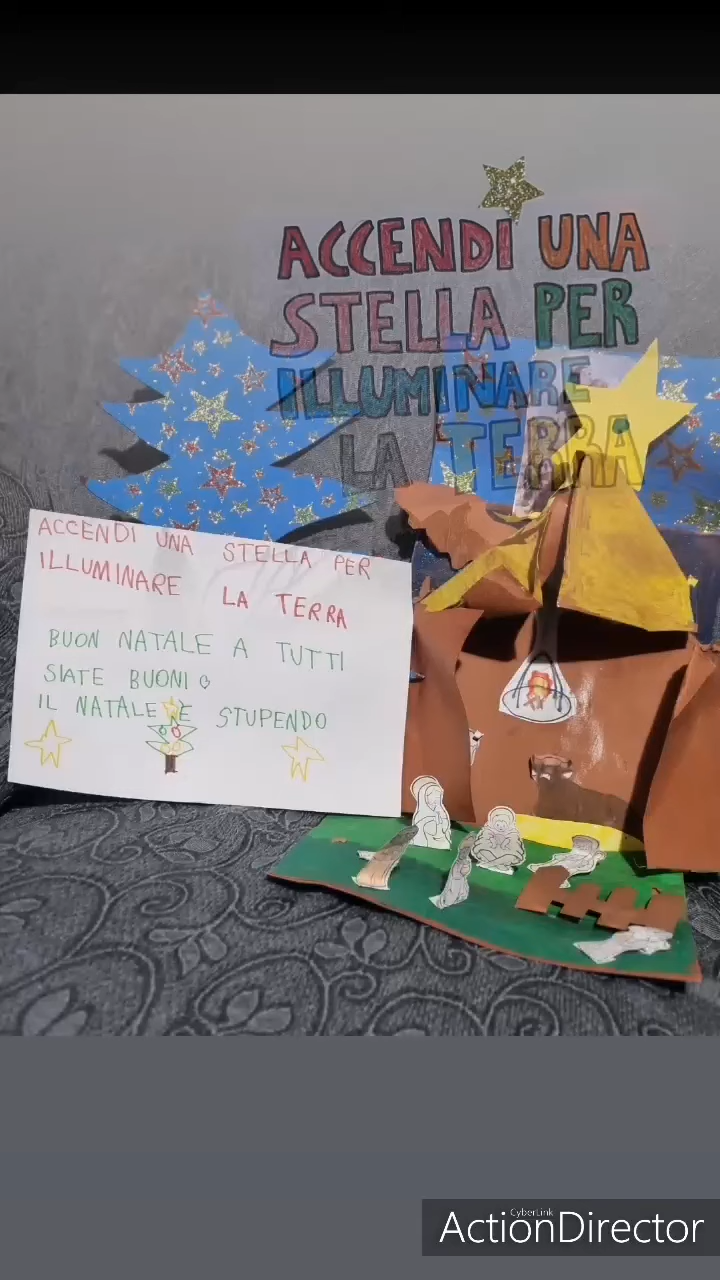 ACCENDI UNA
STELLA PER
ILLUMINARE
LA TERRA
ACCENDI UNA STELLA PER
ILLUMINARE LA TERRA
BUON NATALE A TUTTI
SIATE BUONI
IL NATALE È STUPENDO
CyberLink
ActionDirector